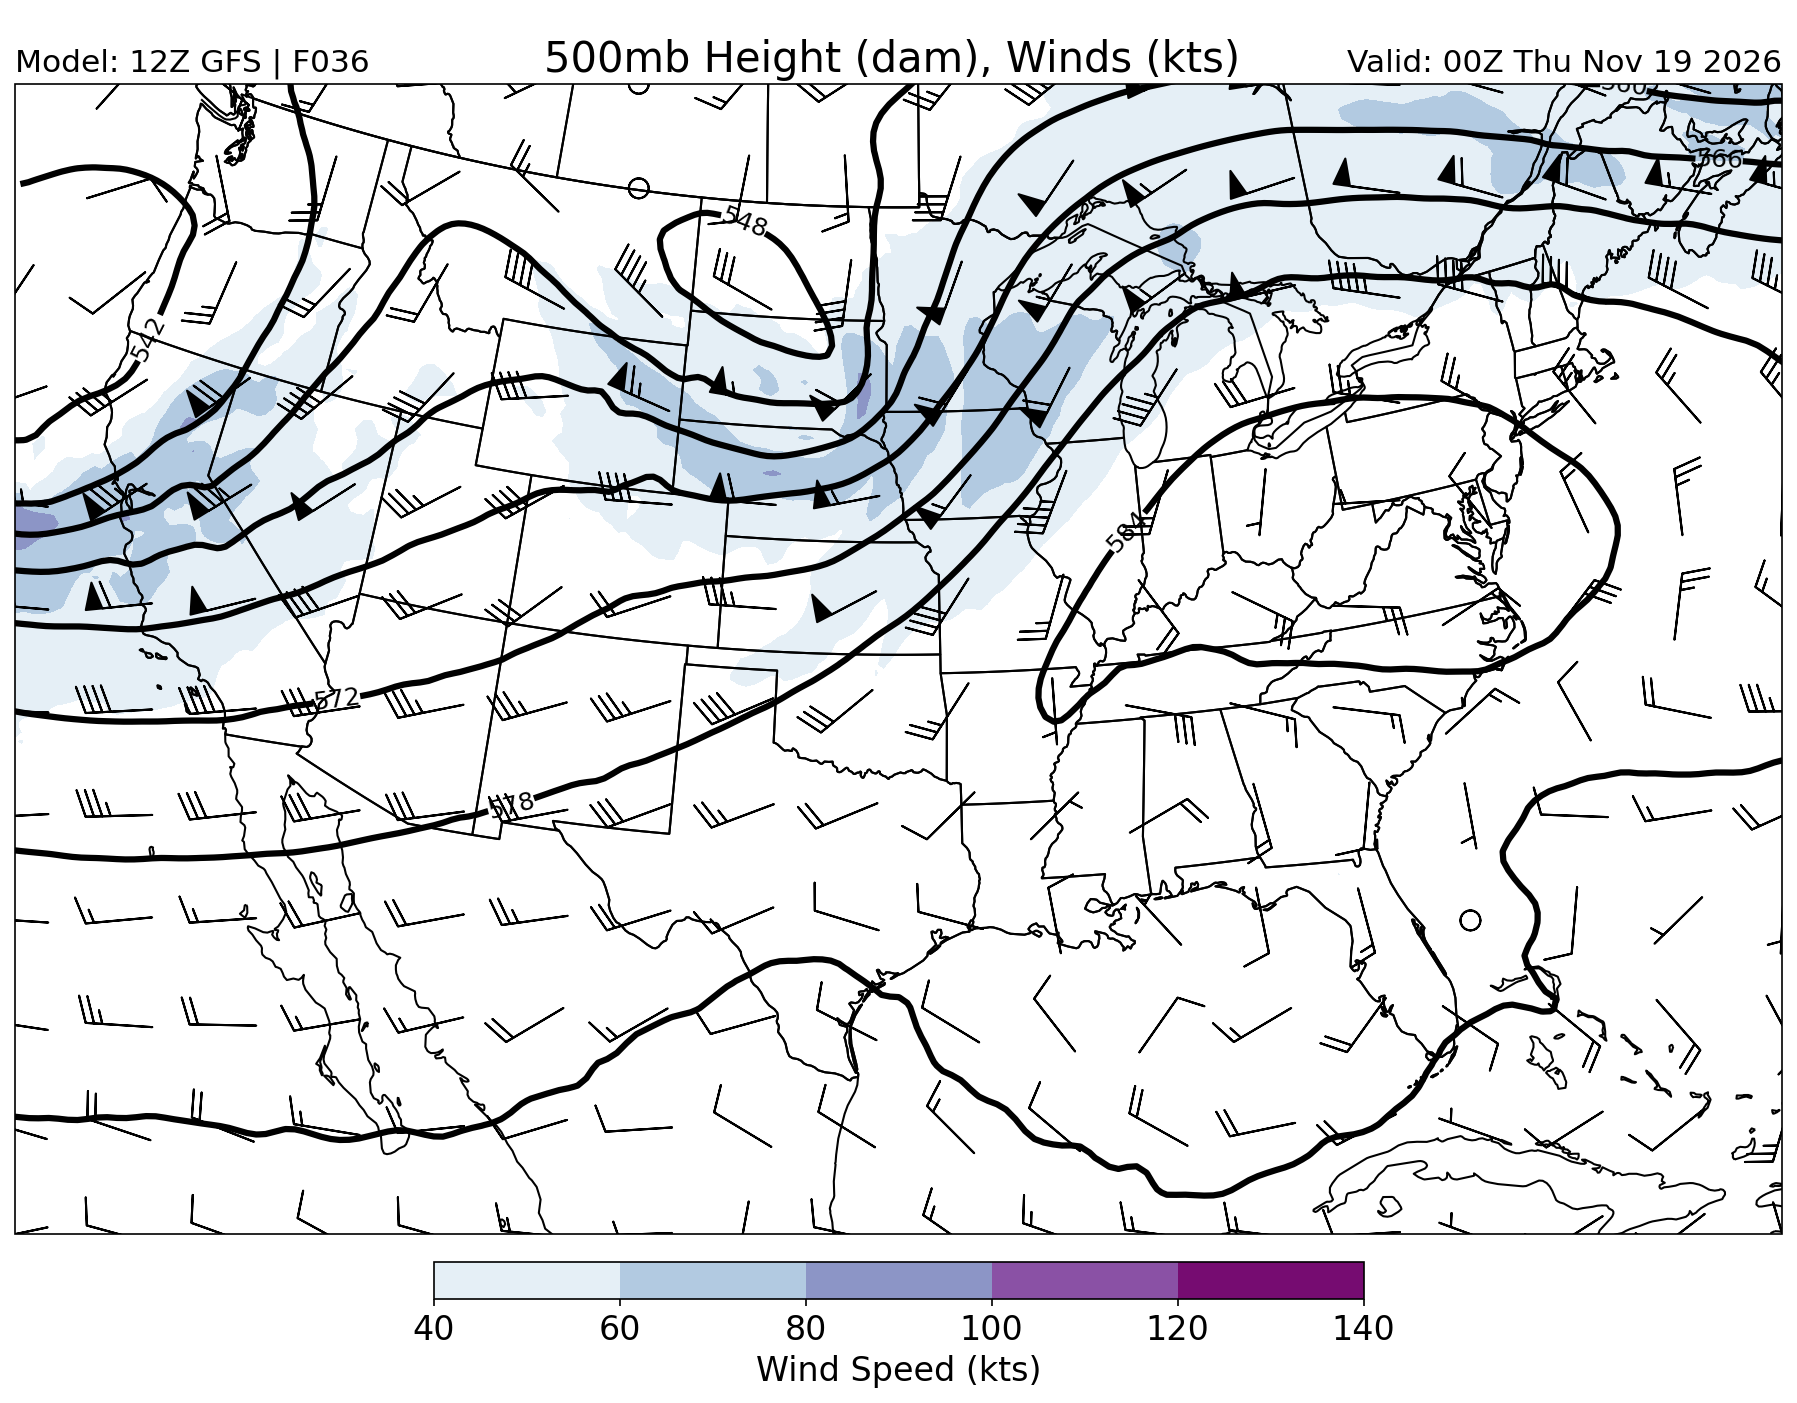 Model: 12Z GFS | F036
500mb Height (dam), Winds (kts)
Valid: 00Z Thu Nov 19 2026
560
566
548
542
584
572
578
40 60 80 100 120 140
Wind Speed (kts)